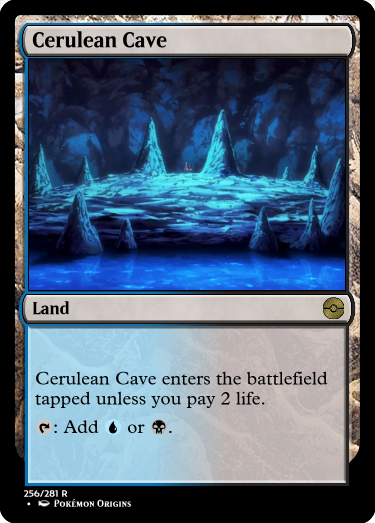 Cerulean Cave
Land
Cerulean Cave enters the battlefield
tapped unless you pay 2 life.
: Add or .
256/281 R
• Pokémon Origins